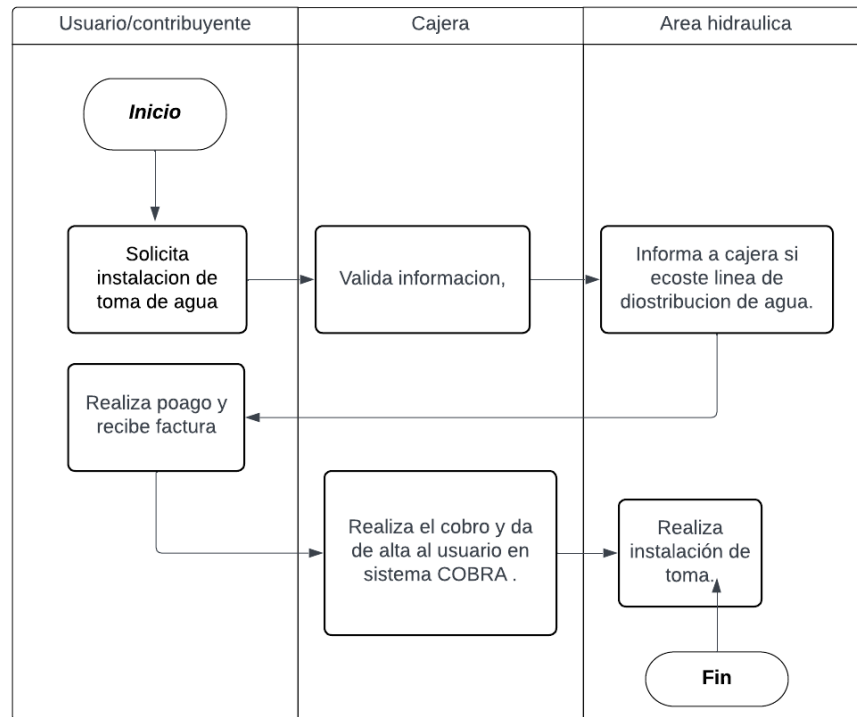 Usuario/contribuyente
Cajera
Area hidraulica
Inicio
Solicita
instalacion de
toma de agua
Valida informacion,
Informa a cajera si
ecoste linea de
diostribucion de agua.
Realiza poago y
recibe factura
Realiza el cobro y da
de alta al usuario en
sistema COBRA .
Realiza
instalación de
toma.
Fin